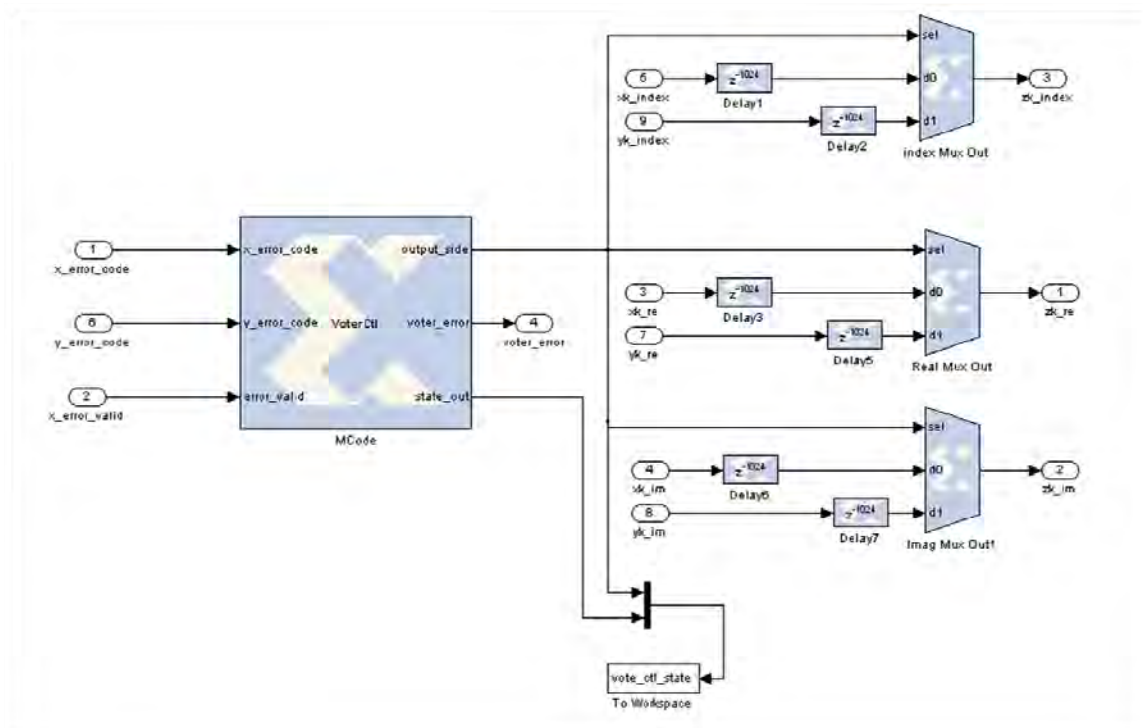 sel
5
xk_index
z-1024
Delay1
d0
3
zk_index
9
yk_index
z-1024
Delay2
d1
index Mux Out
1
x_error_code
x_error_code
output_side
sel
3
xk_re
z-1024
Delay3
d0
1
zk_re
6
y_error_code
y_error_code
VoterCtl
voter_error
4
voter_error
7
yk_re
z-1024
Delay5
d1
Real Mux Out
2
x_error_valid
error_valid
state_out
MCode
sel
4
xk_im
z-1024
Delay6
d0
2
zk_im
8
yk_im
z-1024
Delay7
d1
Imag Mux Out1
vote_ctl_state
To Workspace